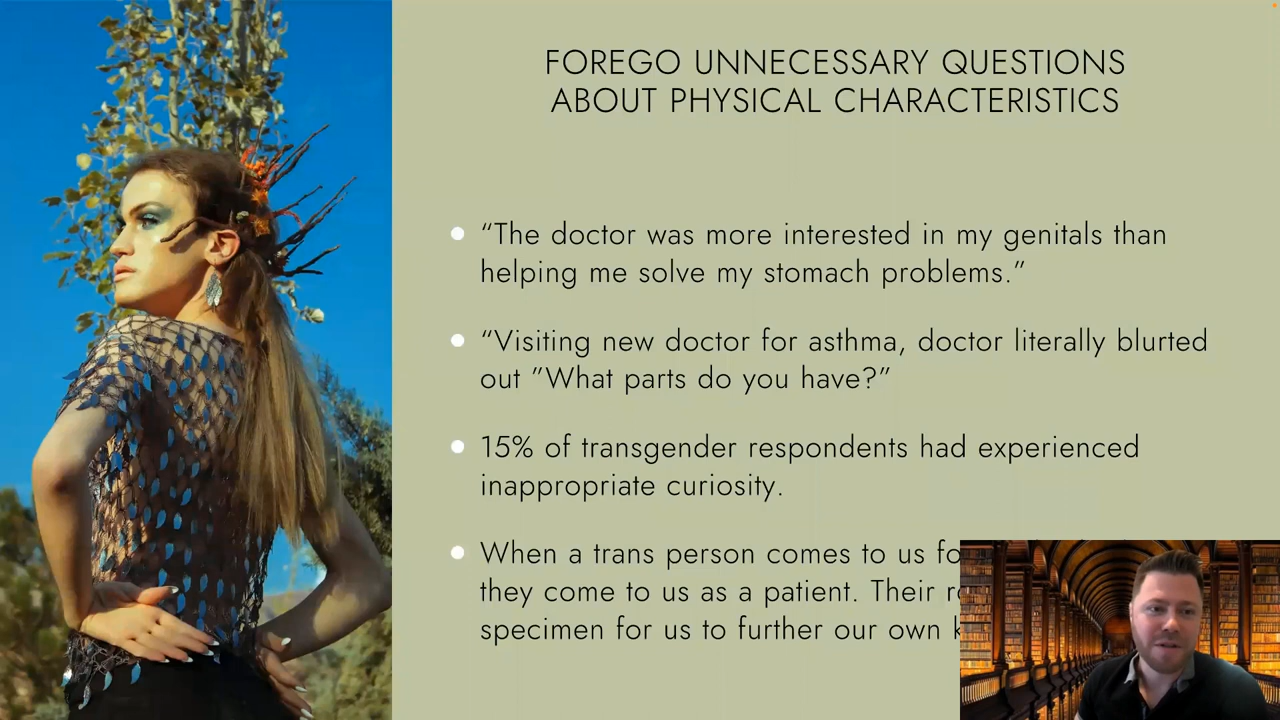 FOREGO UNNECESSARY QUESTIONS
ABOUT PHYSICAL CHARACTERISTICS
“The doctor was more interested in my genitals than
helping me solve my stomach problems.”
“Visiting new doctor for asthma, doctor literally blurted
out ”What parts do you have?”
15% of transgender respondents had experienced
inappropriate curiosity.
When a trans person comes to us
they come to us as a patient. Their
specimen for us to further our own